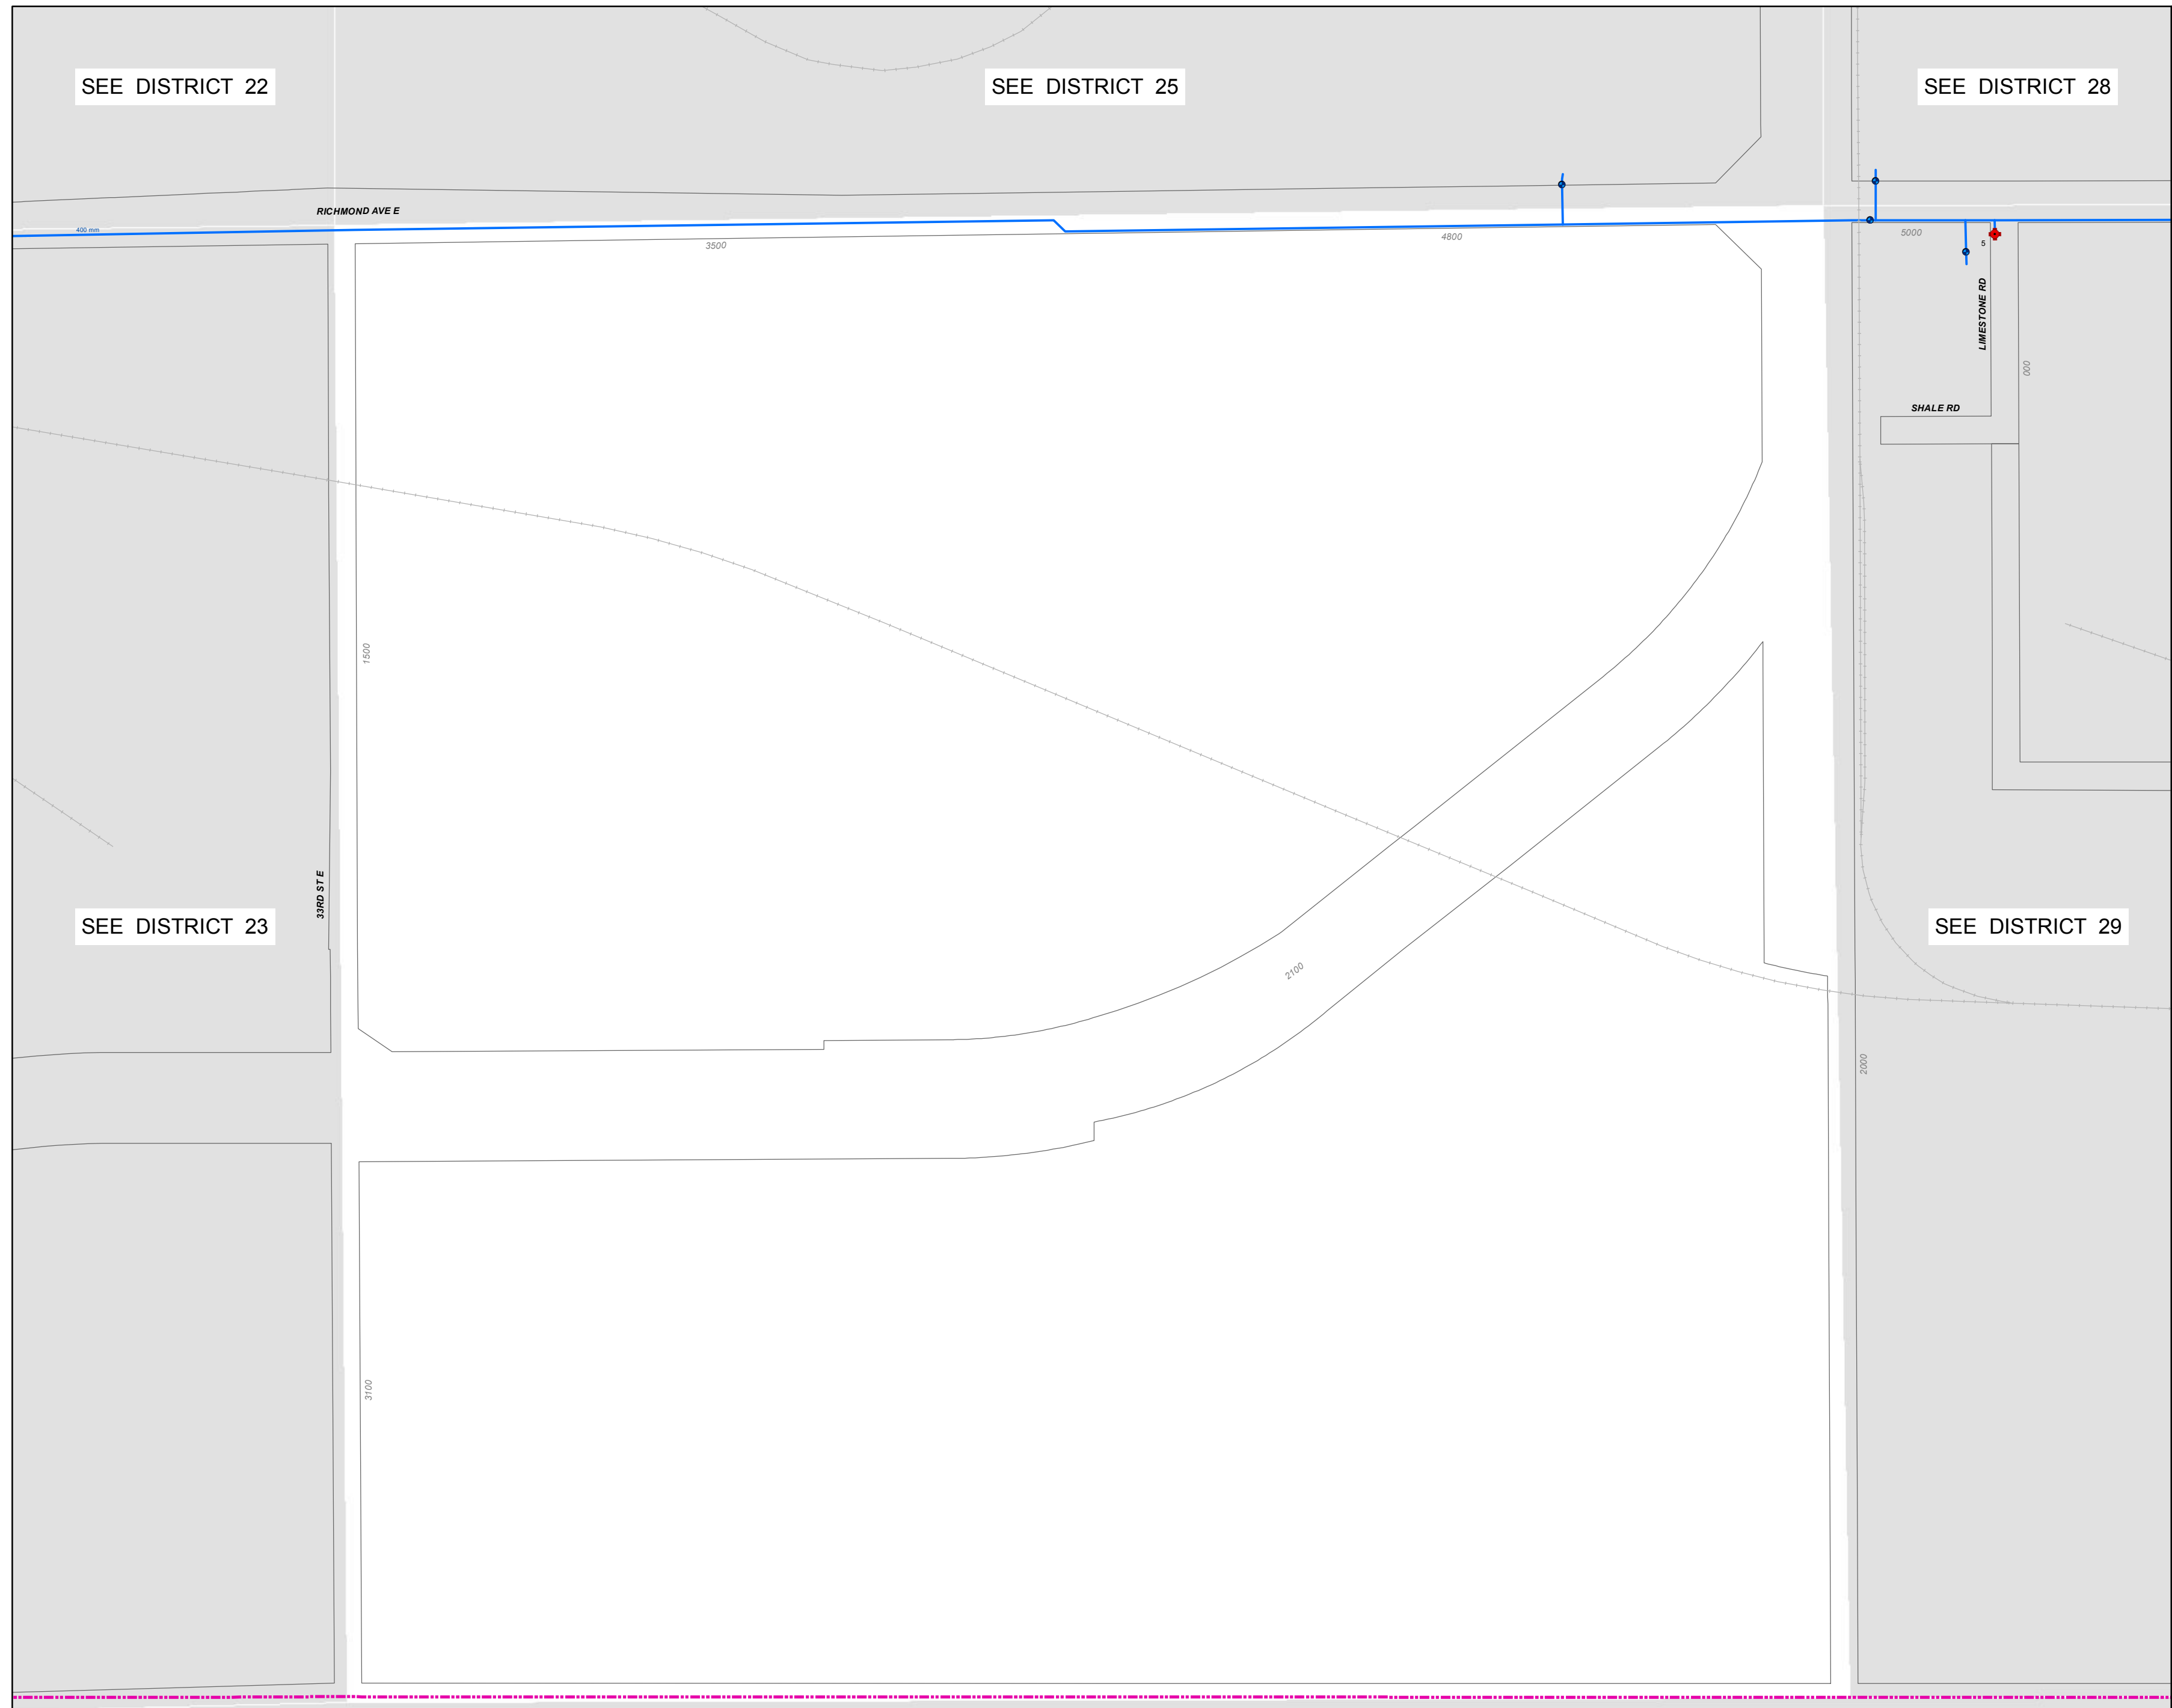 SEE DISTRICT 22
SEE DISTRICT 25
SEE DISTRICT 28
RICHMOND AVE E
400 mm
3500
4800
5000
5
LIMESTONE RD
000
SHALE RD
1500
33RD ST E
SEE DISTRICT 23
SEE DISTRICT 29
2100
2000
3100